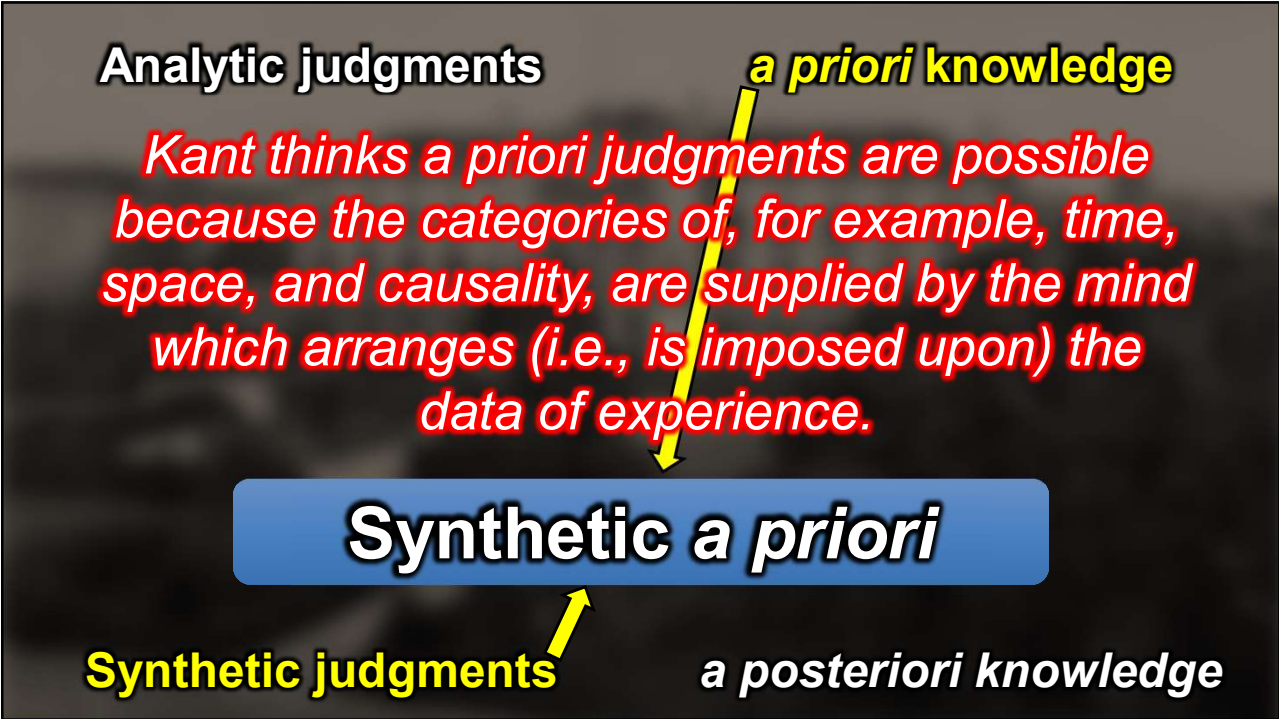 Analytic judgments
a priori knowledge
Kant thinks a priori judgments are possible
because the categories of, for example, time,
space, and causality, are supplied by the mind
which arranges (i.e., is imposed upon) the
data of experience.
Synthetic a priori
Synthetic judgments
a posteriori knowledge